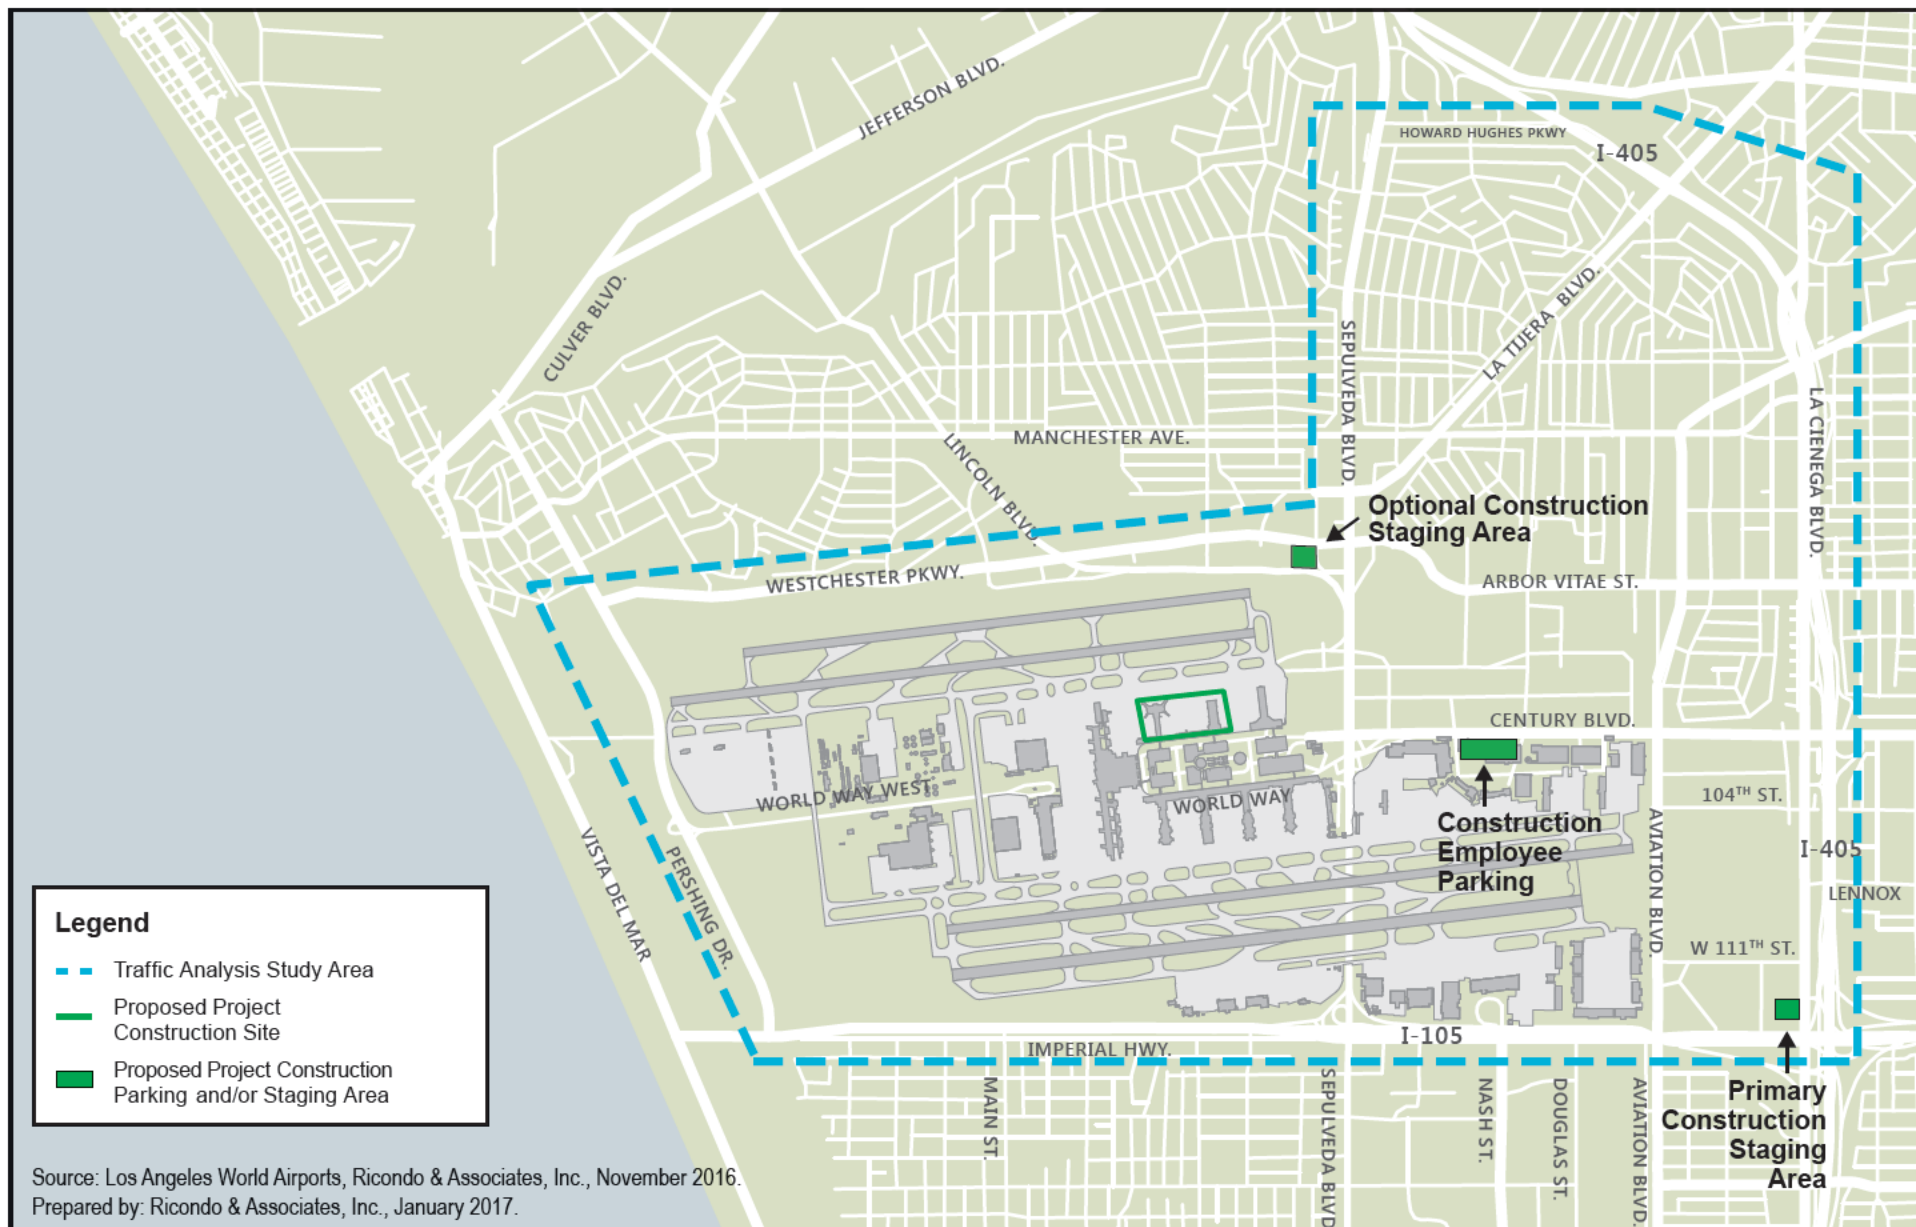 JEFFERSON BLVD.
HOWARD HUGHES PKWY
I-405
CULVER BLVD.
LA TIJERA BLVD.
SEPULVEDA BLVD.
LA CIENEGA BLVD.
MANCHESTER AVE.
LINCOLN BLVD.
Optional Construction
Staging Area
WESTCHESTER PKWY.
ARBOR VITAE ST.
CENTURY BLVD.
WORLD WAY WEST
WORLD WAY
104TH ST.
Construction
Employee
Parking
AVIATION BLVD.
I-405
LENNOX
VISTA DEL MAR
PERSHING DR.
W 111TH ST.
I-105
IMPERIAL HWY.
MAIN ST.
SEPULVEDA BLVD
NASH ST.
DOUGLAS ST.
AVIATION BLVD.
Primary
Construction
Staging
Area
Legend
Traffic Analysis Study Area
Proposed Project
Construction Site
Proposed Project Construction
Parking and/or Staging Area
Source: Los Angeles World Airports, Ricondo & Associates, Inc., November 2016.
Prepared by: Ricondo & Associates, Inc., January 2017.